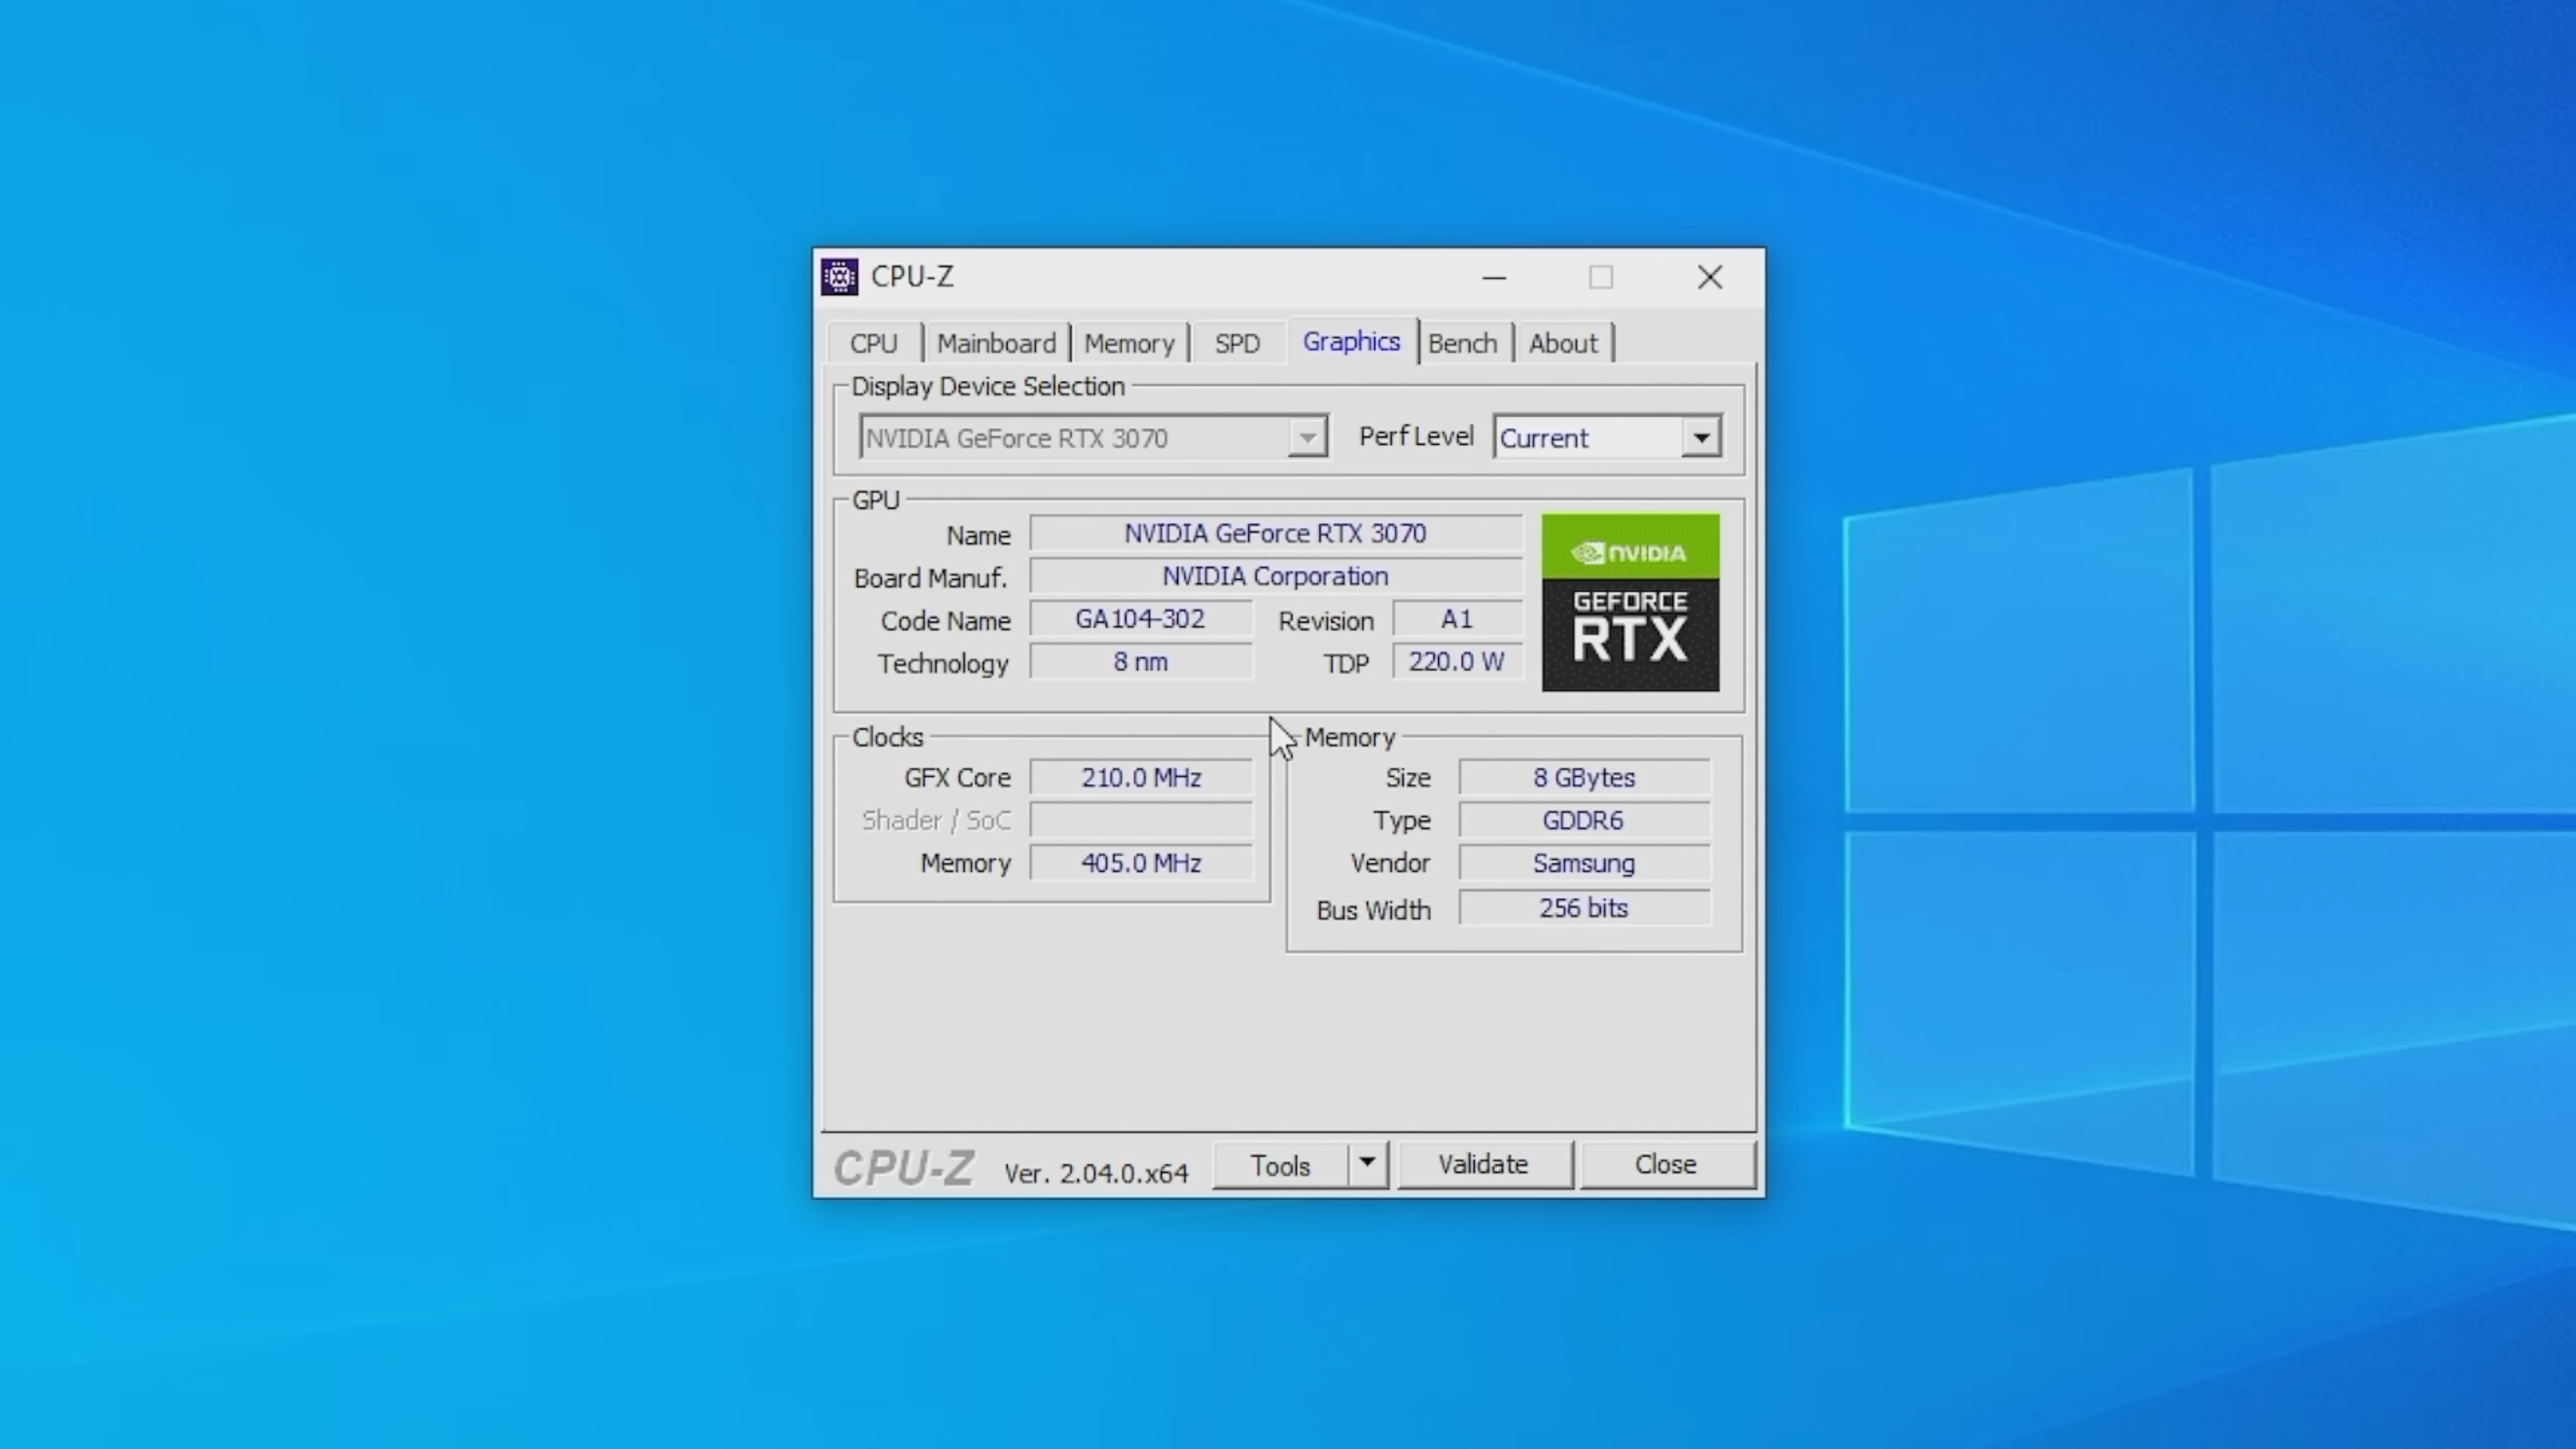 CPU-Z
CPU Mainboard Memory SPD Graphics Bench About
Display Device Selection
NVIDIA GeForce RTX 3070 Perf Level Current
GPU
Name NVIDIA GeForce RTX 3070
Board Manuf. NVIDIA Corporation
Code Name GA104-302 Revision A1
Technology 8 nm TDP 220.0 W
NVIDIA
GEFORCE
RTX
Clocks
GFX Core 210.0 MHz
Shader / SoC
Memory 405.0 MHz
Memory
Size 8 GBytes
Type GDDR6
Vendor Samsung
Bus Width 256 bits
CPU-Z Ver. 2.04.0.x64 Tools Validate Close